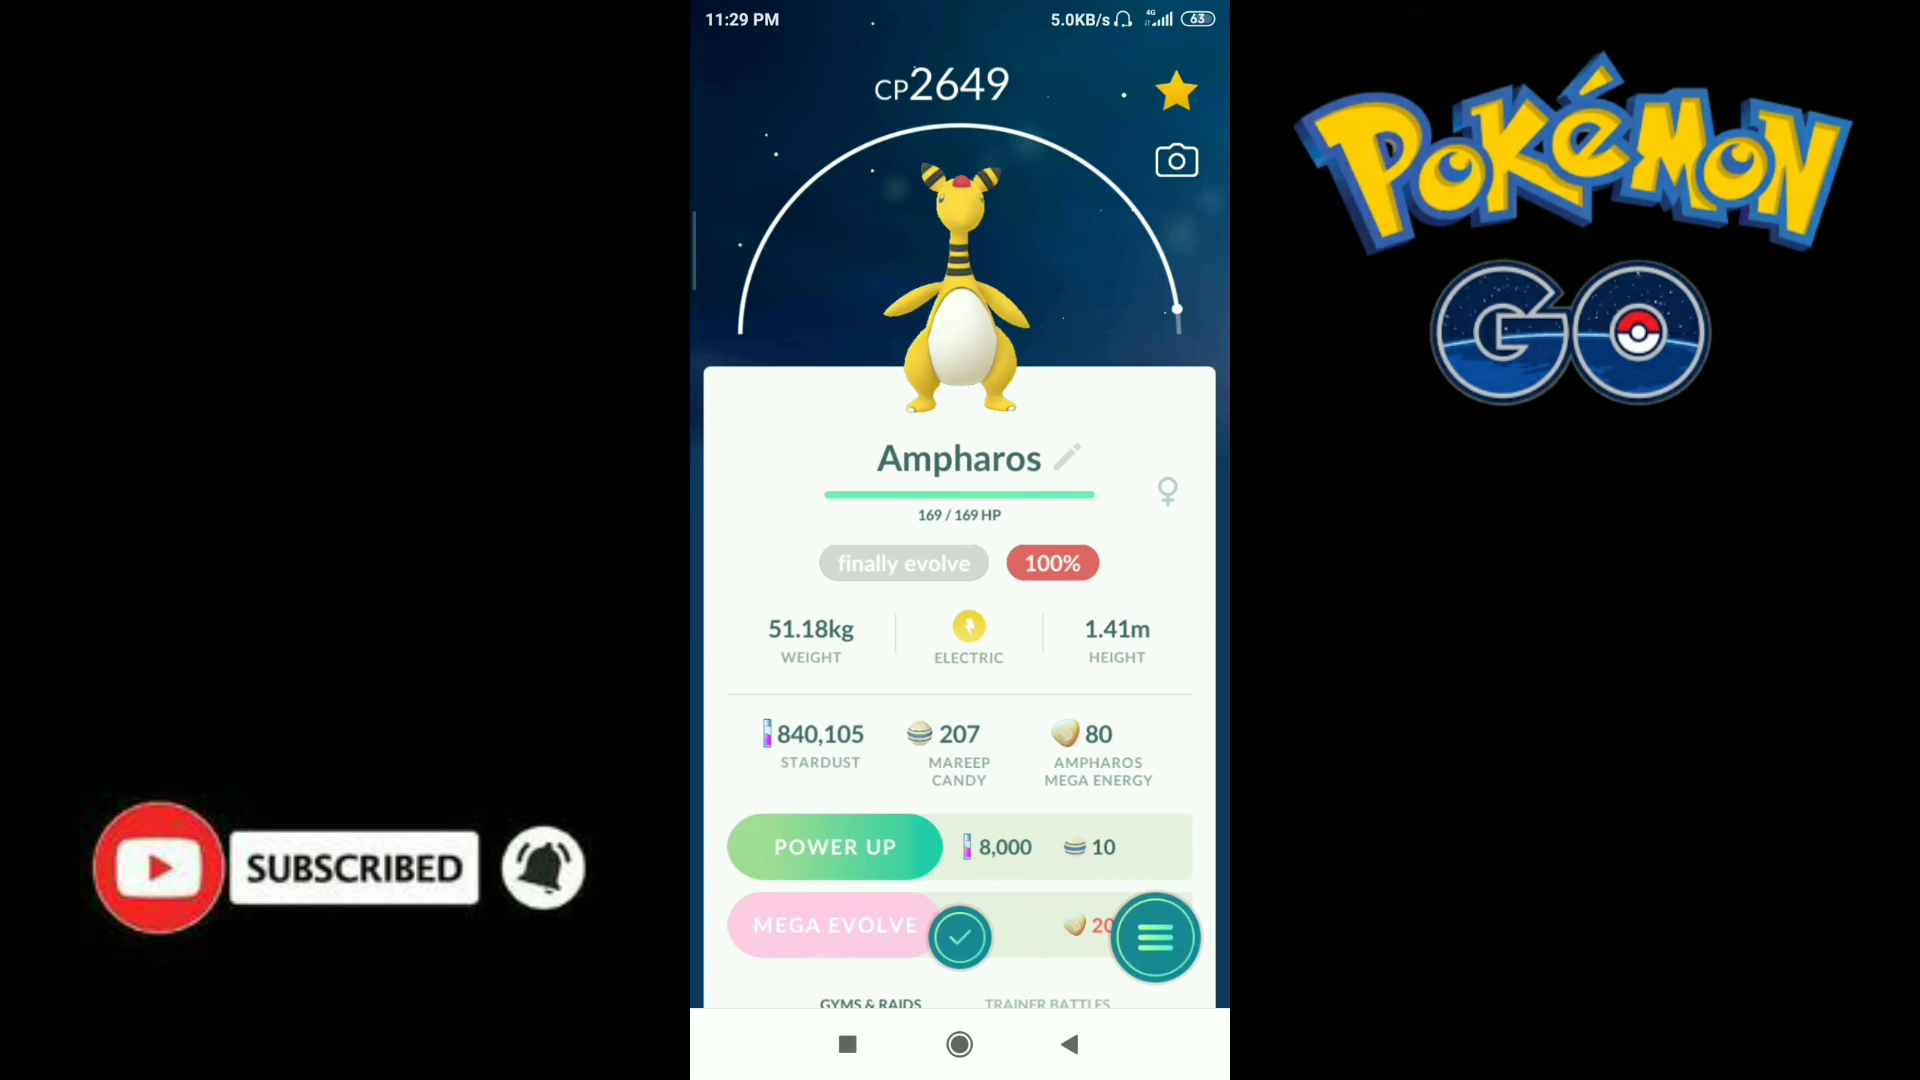 11:29 PM
5.0KB/s 4G 63
CP2649
Ampharos
169 / 169 HP
finally evolve 100%
51.18kg
WEIGHT
ELECTRIC
1.41m
HEIGHT
840,105
STARDUST
207
MAREEP
CANDY
80
AMPHAROS
MEGA ENERGY
POWER UP 8,000 10
MEGA EVOLVE 20
GYMS & RAIDS TRAINER BATTLES
POKéMON
GO
SUBSCRIBED